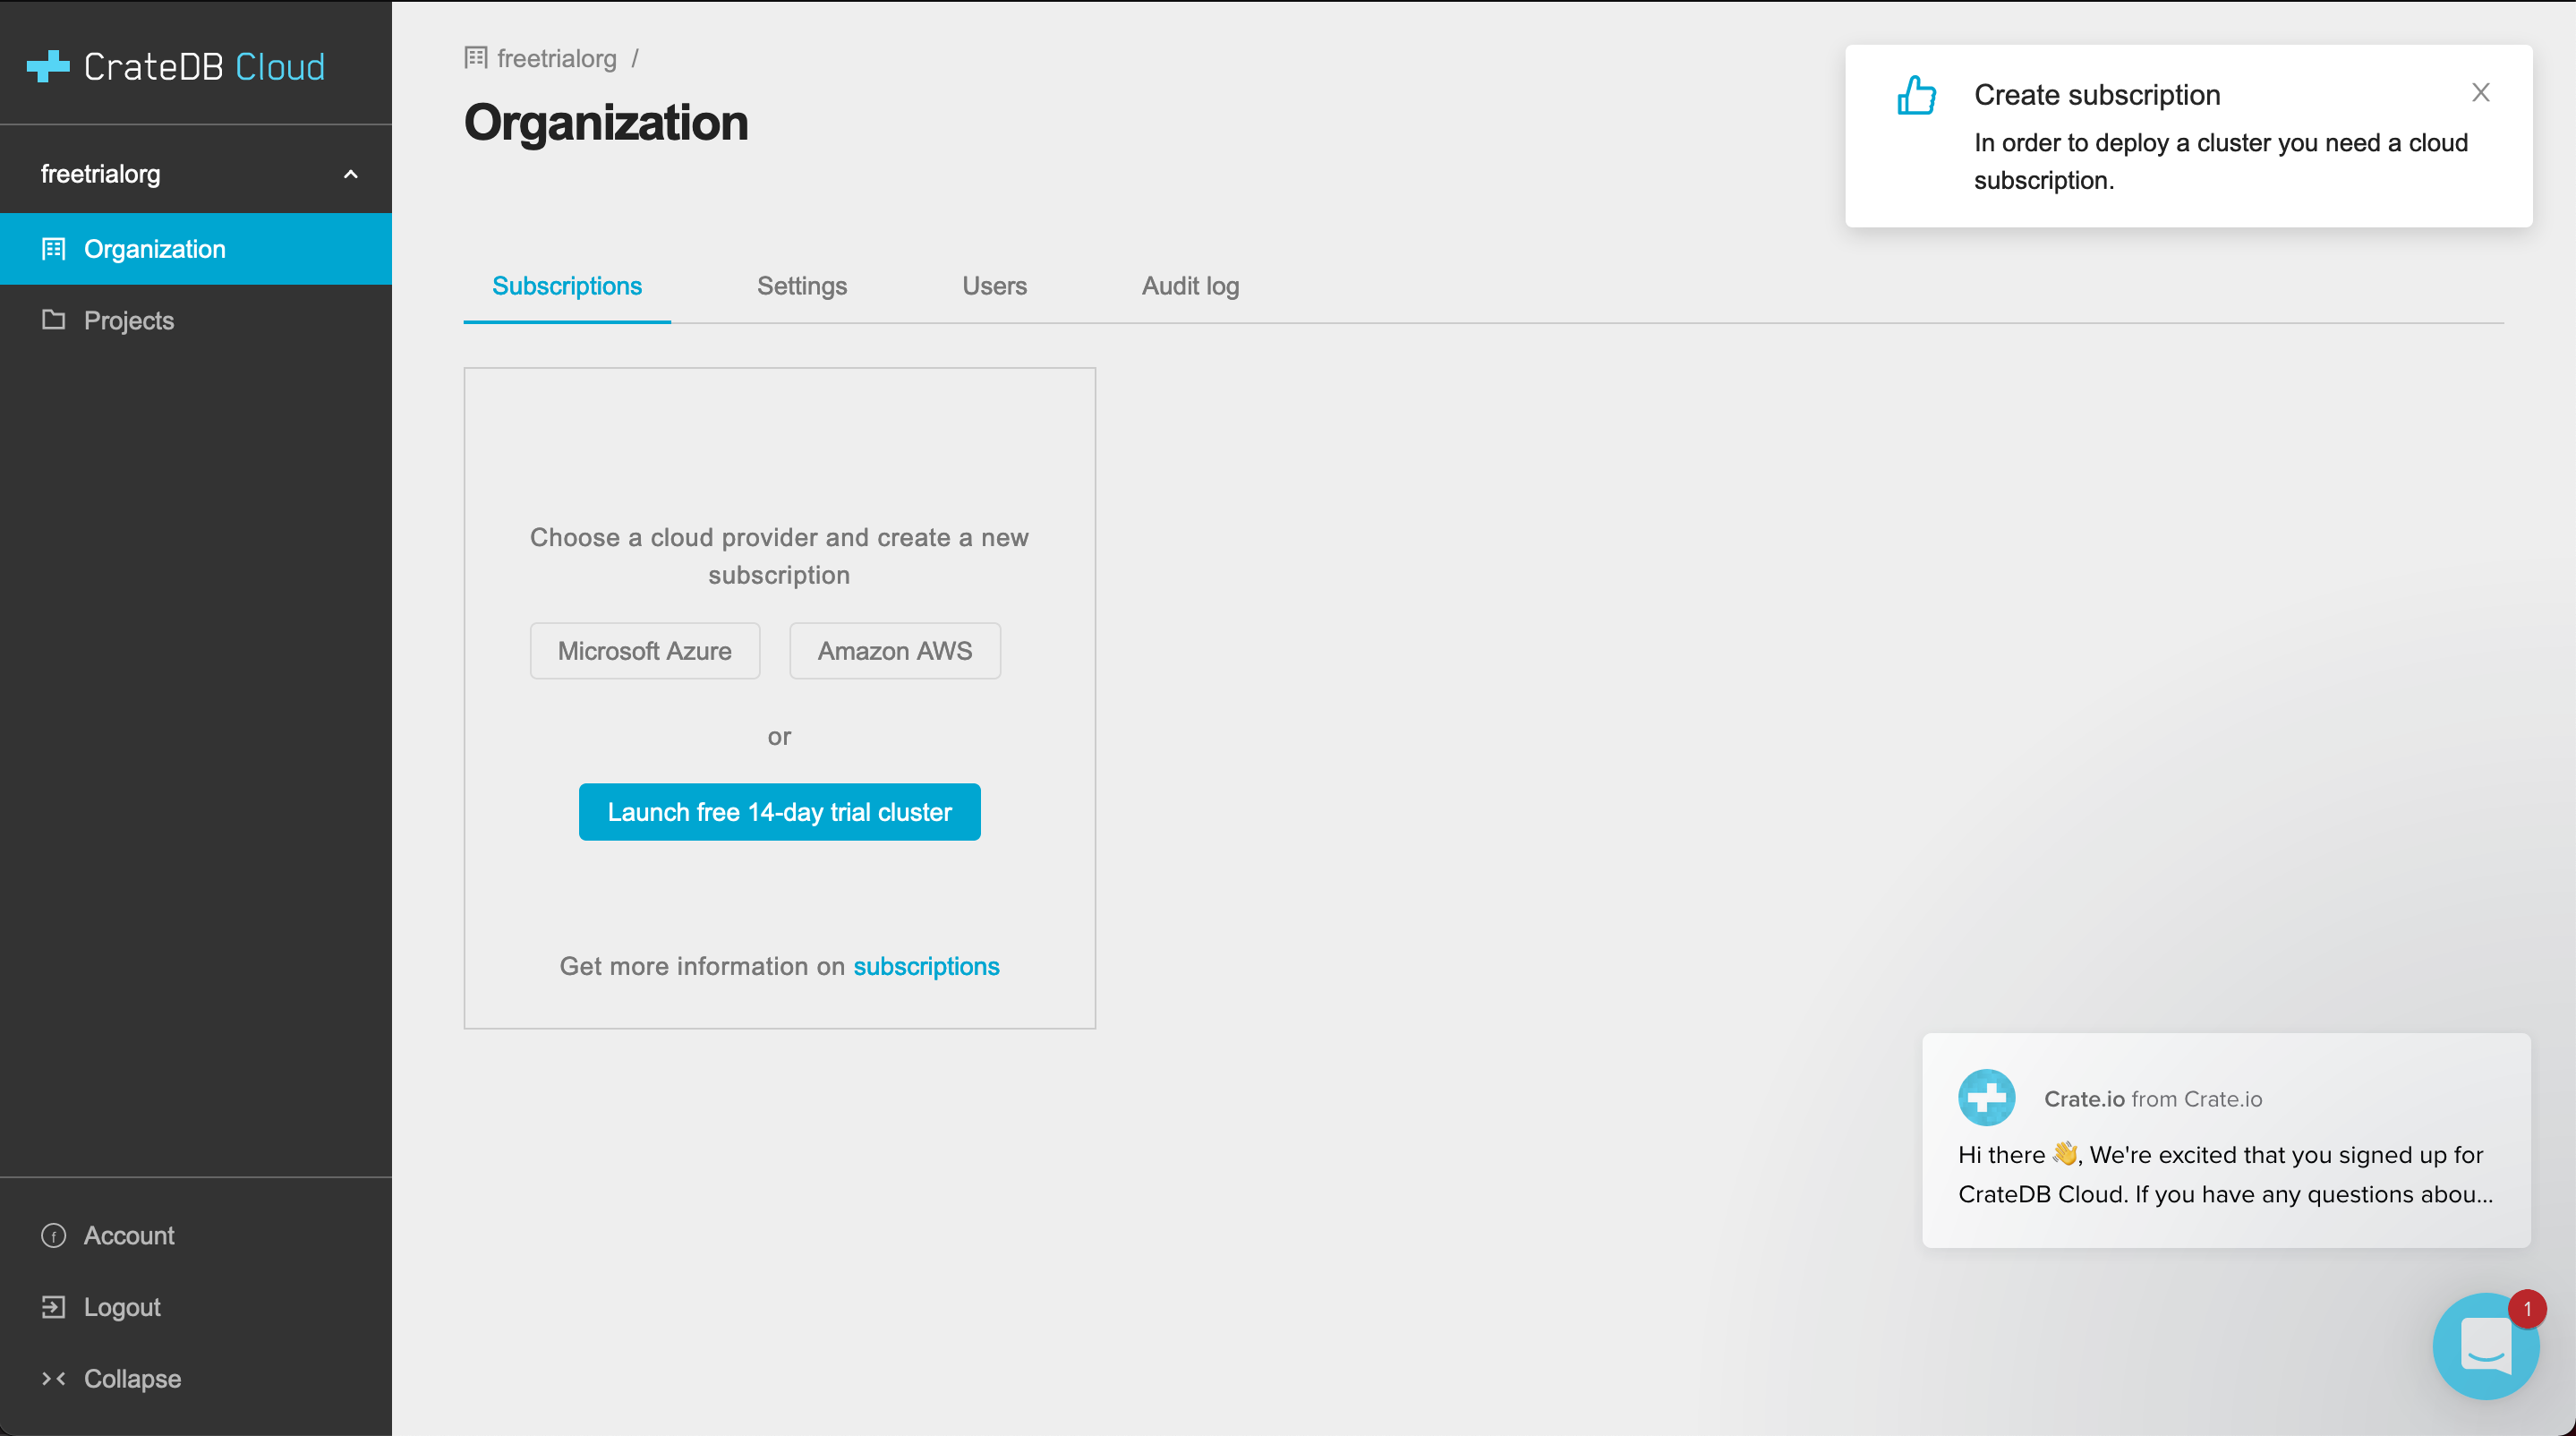 CrateDB Cloud
freetrialorg
Organization
Projects
Account
Logout
Collapse
freetrialorg /
Organization
Subscriptions Settings Users Audit log
Choose a cloud provider and create a new
subscription
Microsoft Azure Amazon AWS
or
Launch free 14-day trial cluster
Get more information on subscriptions
Create subscription
In order to deploy a cluster you need a cloud
subscription.
Crate.io from Crate.io
Hi there 👋, We're excited that you signed up for
CrateDB Cloud. If you have any questions abou...
1